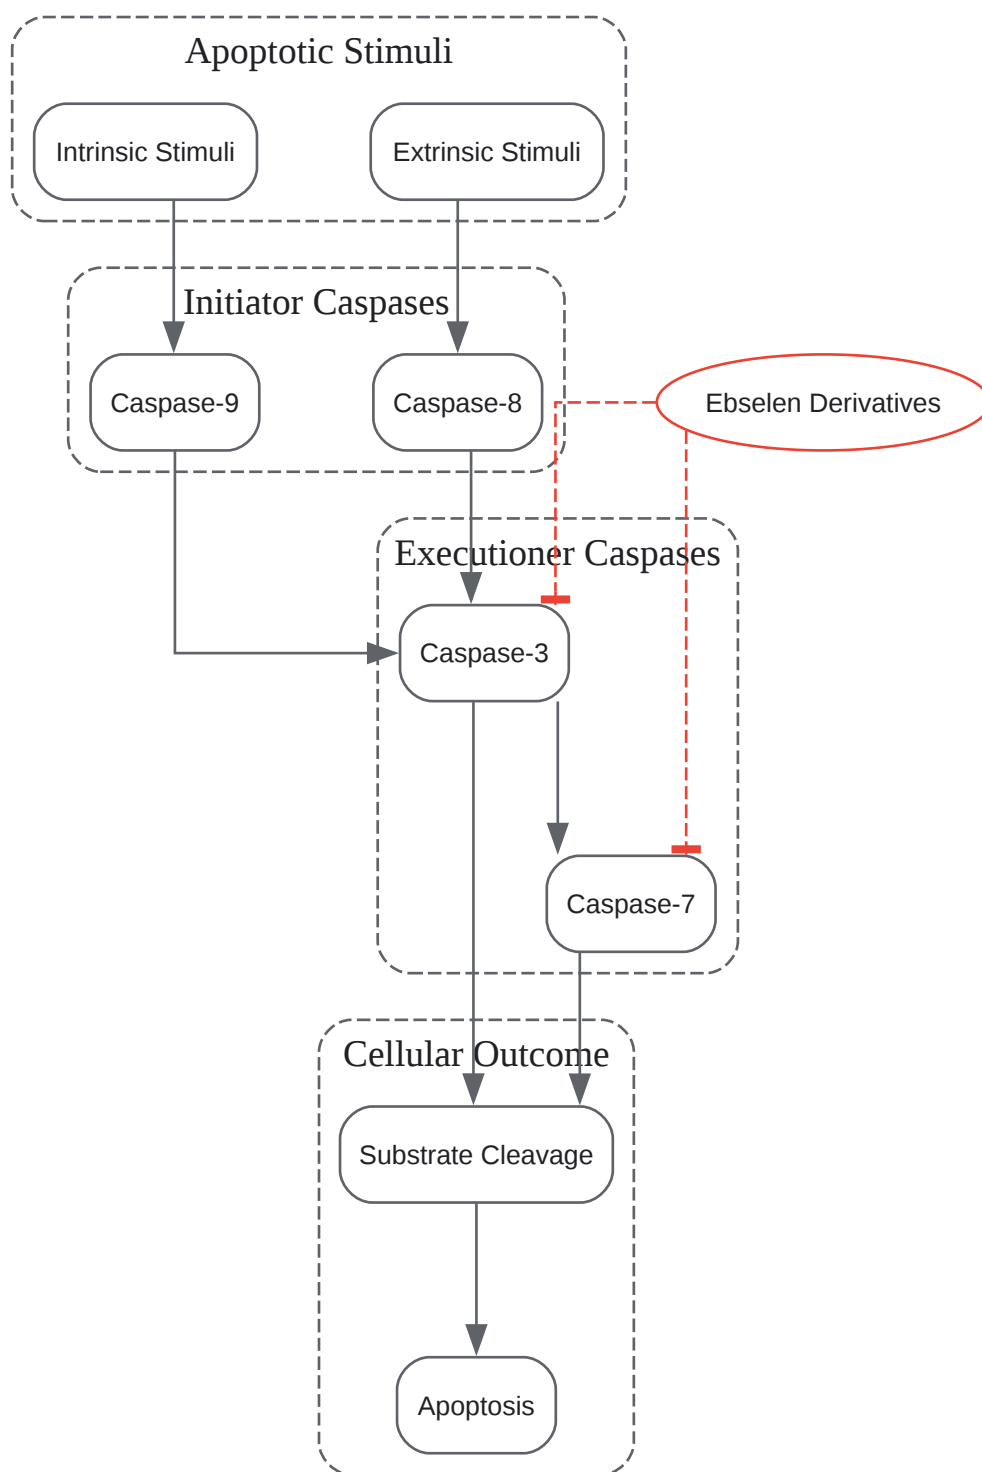 Apoptotic Stimuli
Intrinsic Stimuli
Extrinsic Stimuli
Initiator Caspases
Caspase-9
Caspase-8
Ebselen Derivatives
Executioner Caspases
Caspase-3
Caspase-7
Cellular Outcome
Substrate Cleavage
Apoptosis